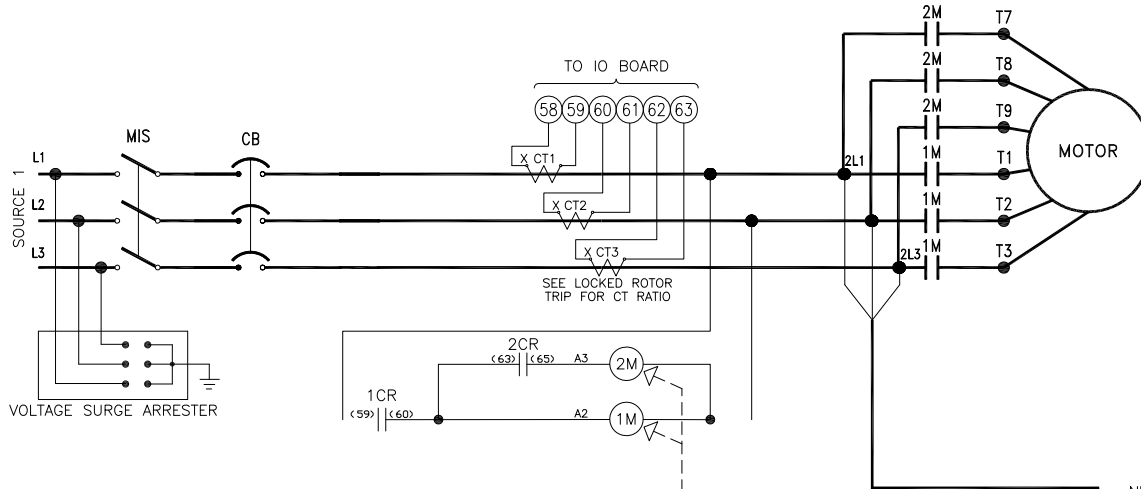 2M
T7
2M
T8
TO IO BOARD
58 59 60 61 62 63
2M
T9
MOTOR
MIS
CB
L1
X CT1
2L1
1M
T1
SOURCE 1
L2
X CT2
1M
T2
L3
X CT3
2L3
1M
T3
SEE LOCKED ROTOR
TRIP FOR CT RATIO
2CR
(63) (65)
A3
2M
VOLTAGE SURGE ARRESTER
1CR
(59) (60)
A2
1M